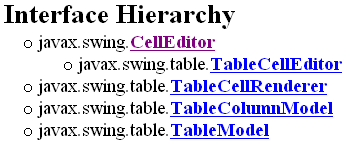 Interface Hierarchy
javax.swing.CellEditor
javax.swing.table.TableCellEditor
javax.swing.table.TableCellRenderer
javax.swing.table.TableColumnModel
javax.swing.table.TableModel